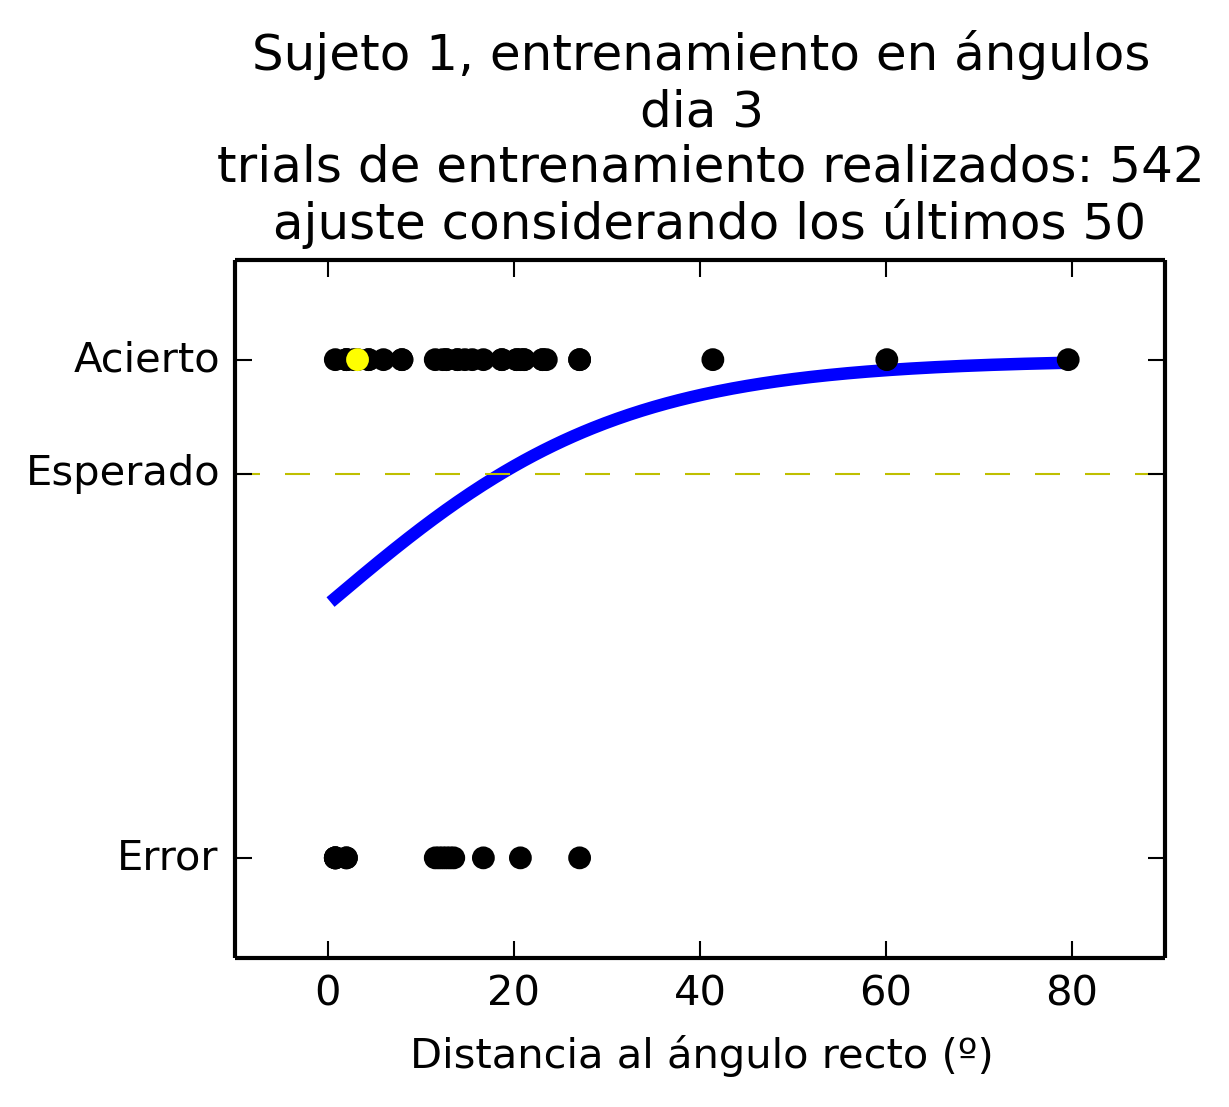 Sujeto 1, entrenamiento en ángulos
dia 3
trials de entrenamiento realizados: 542
ajuste considerando los últimos 50
Acierto
Esperado
Error
0 20 40 60 80
Distancia al ángulo recto (º)